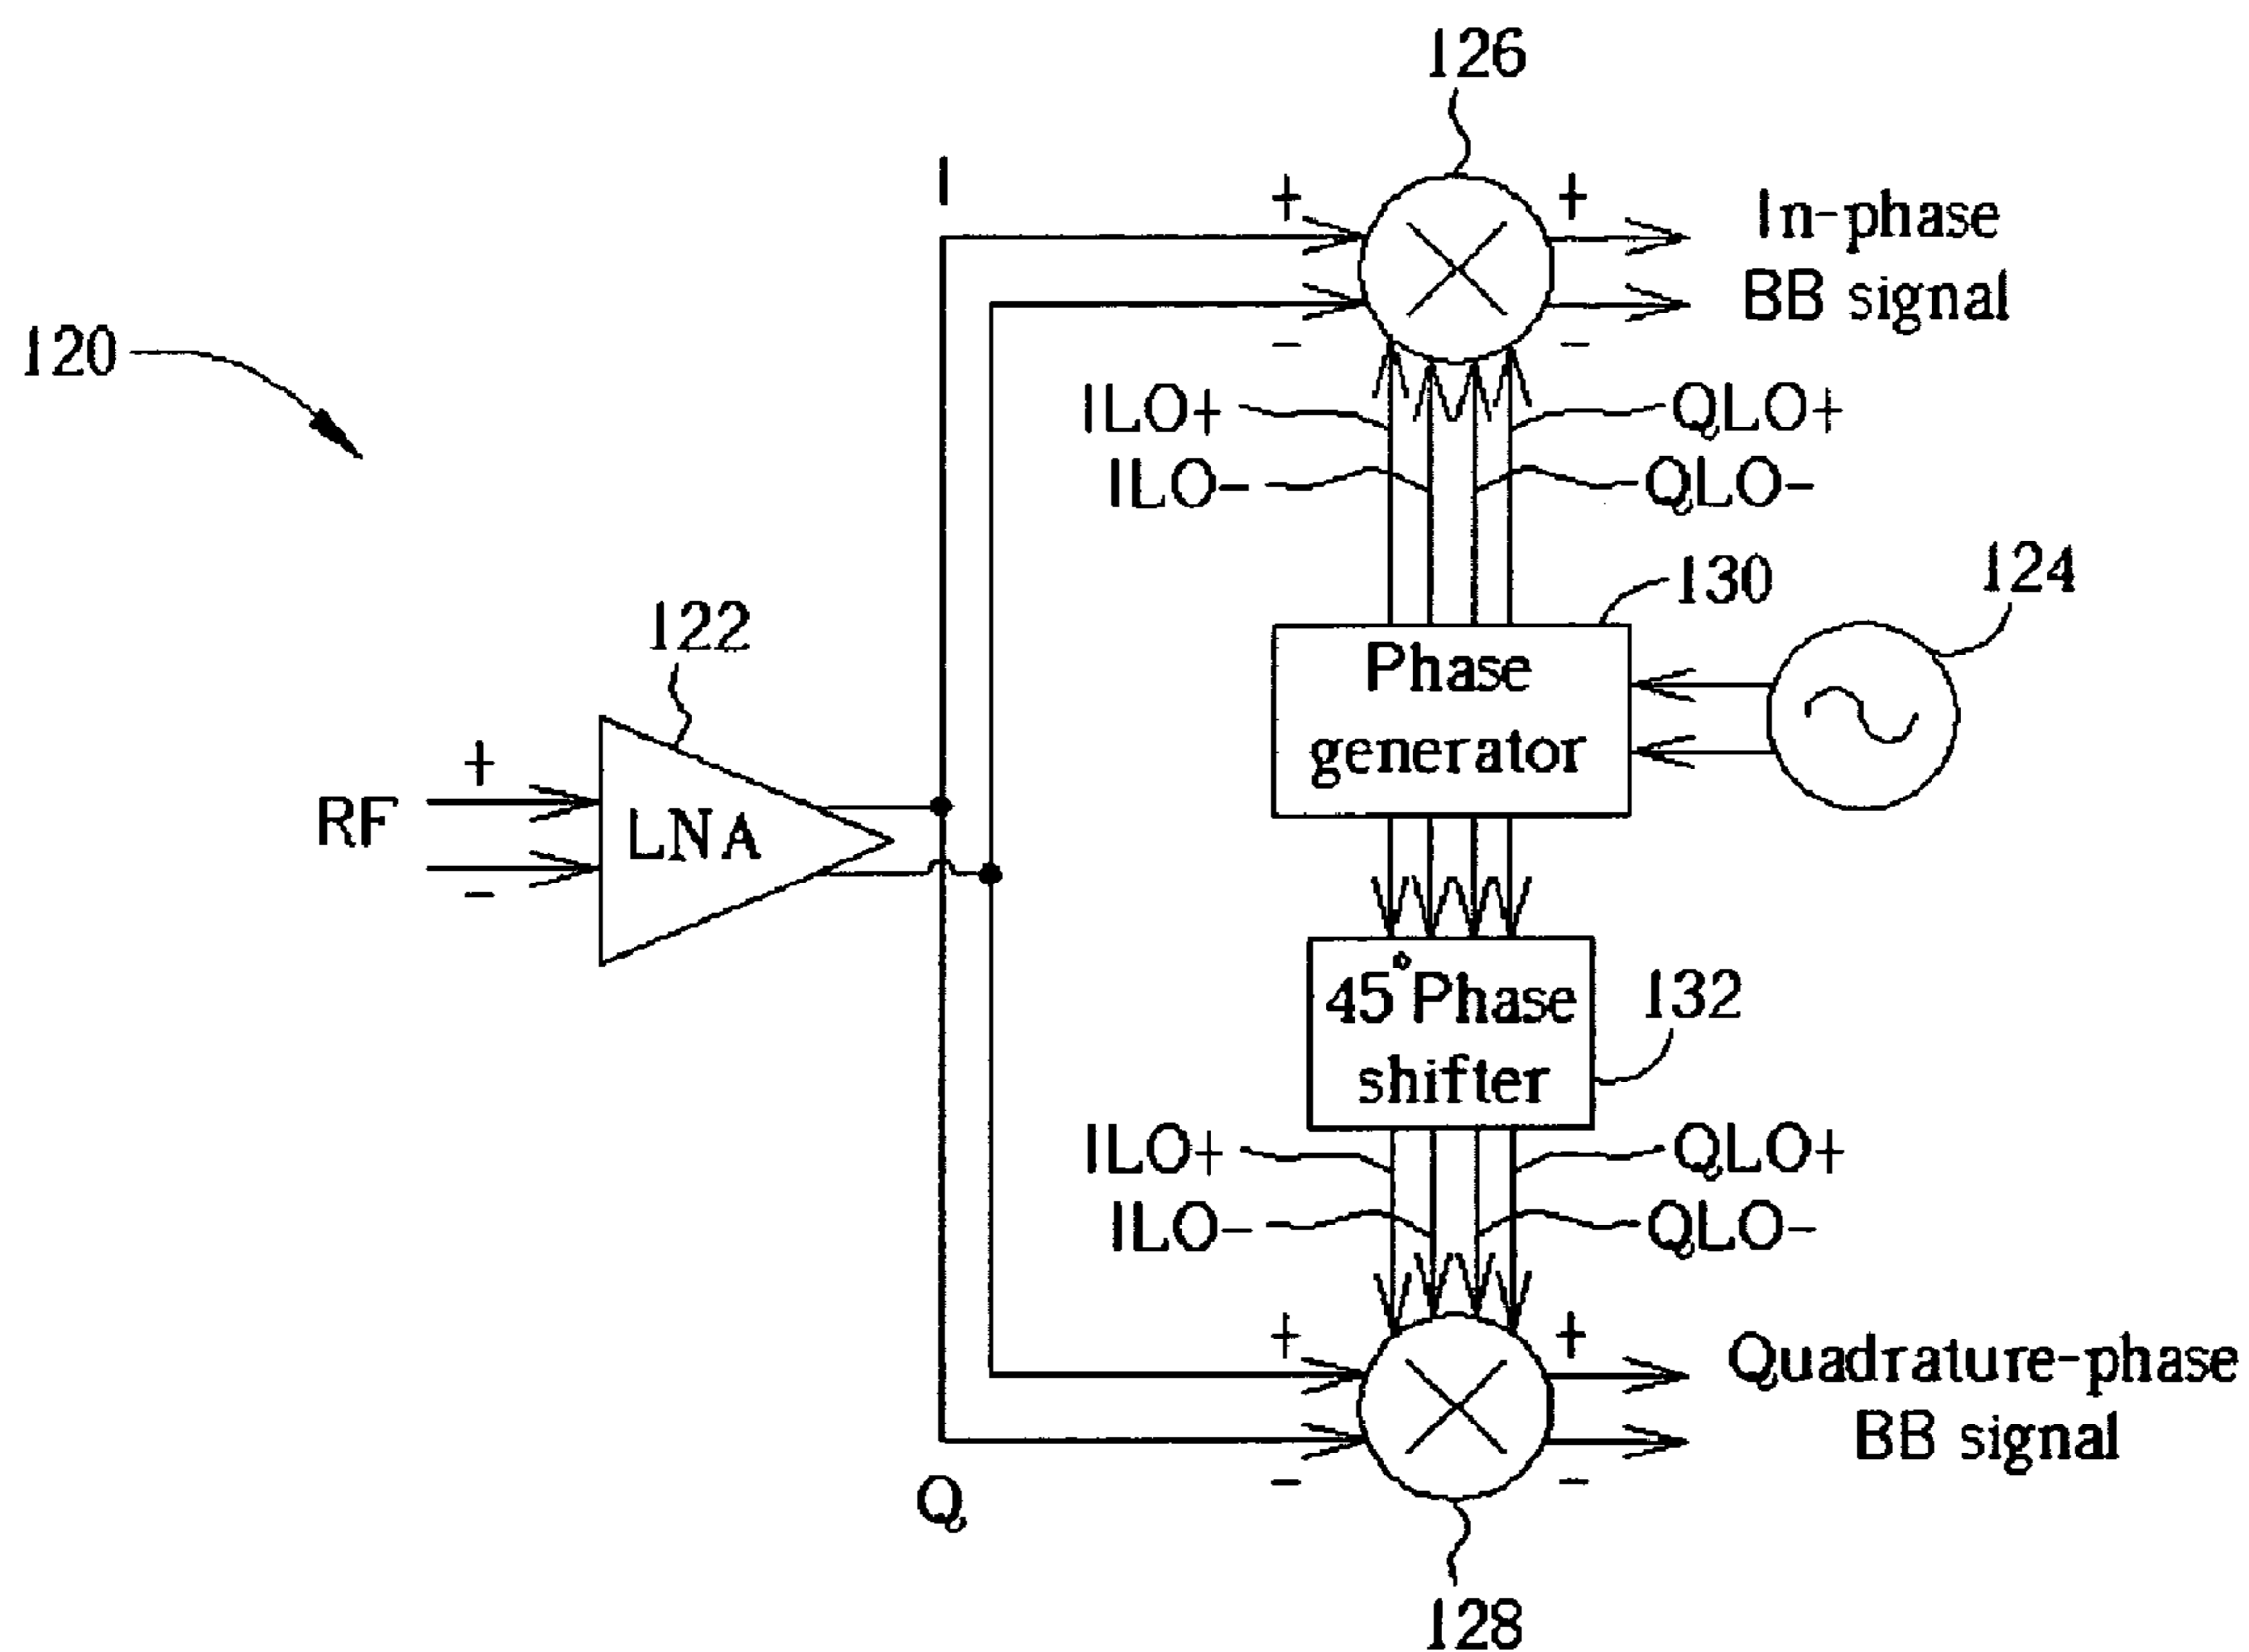 126
I
+
+
In-phase
BB signal
-
-
120
ILO+
QLO+
ILO-
QLO-
130
124
122
Phase
generator
+
RF
LNA
-
45° Phase
shifter
132
ILO+
QLO+
ILO-
QLO-
+
+
Quadrature-phase
BB signal
-
-
Q
128